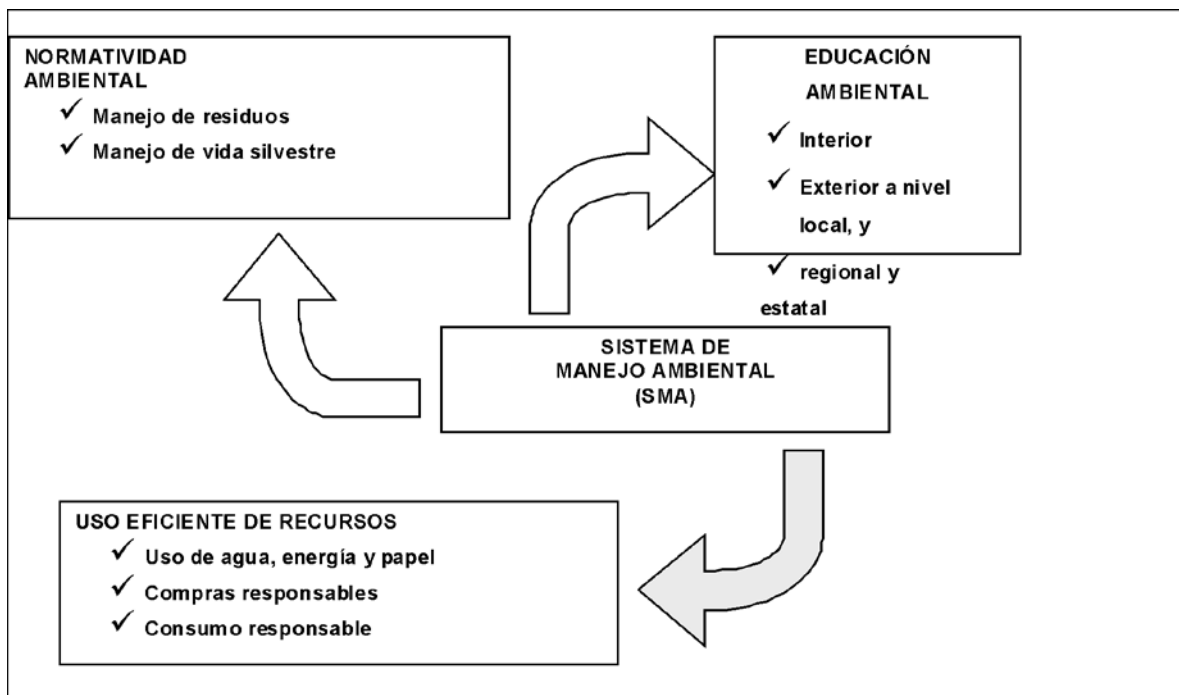 NORMATIVIDAD
AMBIENTAL
✓ Manejo de residuos
✓ Manejo de vida silvestre
EDUCACIÓN
AMBIENTAL
✓ Interior
✓ Exterior a nivel
local, y
✓ regional y
estatal
SISTEMA DE
MANEJO AMBIENTAL
(SMA)
USO EFICIENTE DE RECURSOS
✓ Uso de agua, energía y papel
✓ Compras responsables
✓ Consumo responsable